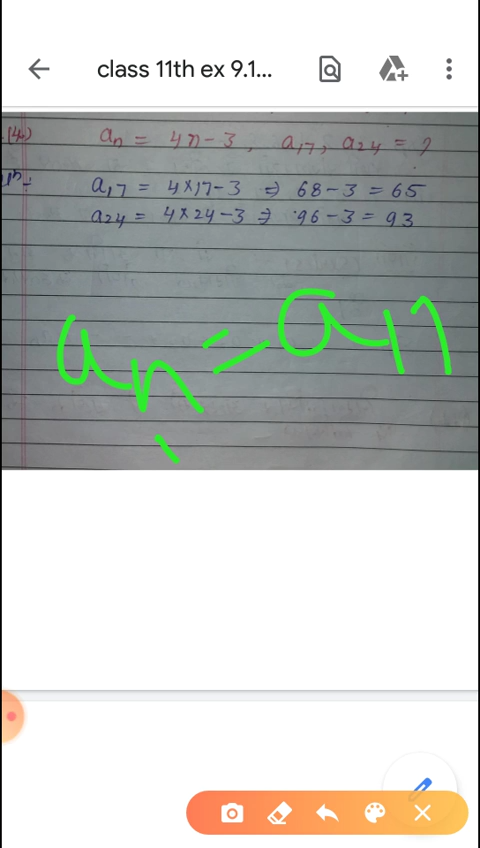 class 11th ex 9.1...
(4) an = 4n-3, a17, a24 = ?
a17 = 4×17-3 ⇒ 68-3 = 65
a24 = 4×24-3 ⇒ 96-3 = 93
an = a17